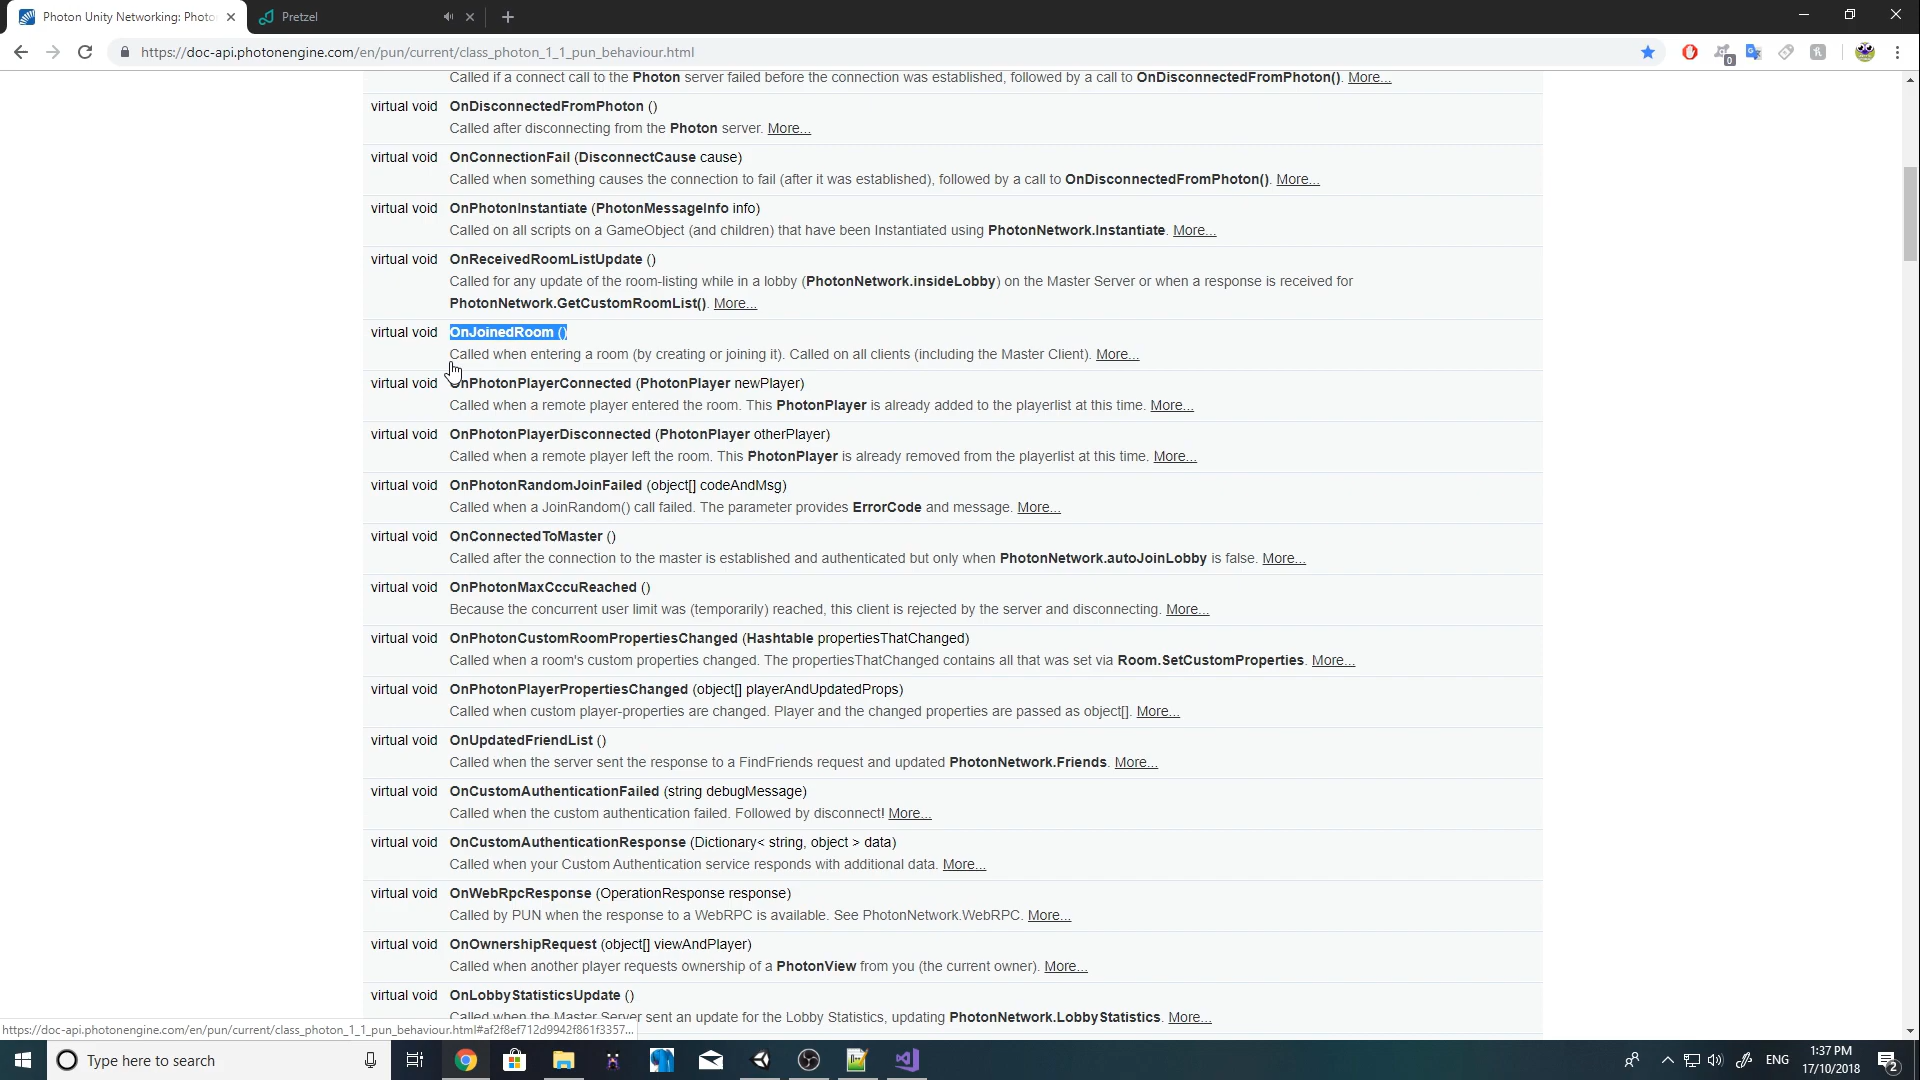 Photon Unity Networking: Photo
Pretzel
https://doc-api.photonengine.com/en/pun/current/class_photon_1_1_pun_behaviour.html
0
Called if a connect call to the Photon server failed before the connection was established, followed by a call to OnDisconnectedFromPhoton(). More...
virtual void OnDisconnectedFromPhoton ()
Called after disconnecting from the Photon server. More...
virtual void OnConnectionFail (DisconnectCause cause)
Called when something causes the connection to fail (after it was established), followed by a call to OnDisconnectedFromPhoton(). More...
virtual void OnPhotonInstantiate (PhotonMessageInfo info)
Called on all scripts on a GameObject (and children) that have been Instantiated using PhotonNetwork.Instantiate. More...
virtual void OnReceivedRoomListUpdate ()
Called for any update of the room-listing while in a lobby (PhotonNetwork.insideLobby) on the Master Server or when a response is received for
PhotonNetwork.GetCustomRoomList(). More...
virtual void OnJoinedRoom ()
Called when entering a room (by creating or joining it). Called on all clients (including the Master Client). More...
virtual void OnPhotonPlayerConnected (PhotonPlayer newPlayer)
Called when a remote player entered the room. This PhotonPlayer is already added to the playerlist at this time. More...
virtual void OnPhotonPlayerDisconnected (PhotonPlayer otherPlayer)
Called when a remote player left the room. This PhotonPlayer is already removed from the playerlist at this time. More...
virtual void OnPhotonRandomJoinFailed (object[] codeAndMsg)
Called when a JoinRandom() call failed. The parameter provides ErrorCode and message. More...
virtual void OnConnectedToMaster ()
Called after the connection to the master is established and authenticated but only when PhotonNetwork.autoJoinLobby is false. More...
virtual void OnPhotonMaxCccuReached ()
Because the concurrent user limit was (temporarily) reached, this client is rejected by the server and disconnecting. More...
virtual void OnPhotonCustomRoomPropertiesChanged (Hashtable propertiesThatChanged)
Called when a room's custom properties changed. The propertiesThatChanged contains all that was set via Room.SetCustomProperties. More...
virtual void OnPhotonPlayerPropertiesChanged (object[] playerAndUpdatedProps)
Called when custom player-properties are changed. Player and the changed properties are passed as object[]. More...
virtual void OnUpdatedFriendList ()
Called when the server sent the response to a FindFriends request and updated PhotonNetwork.Friends. More...
virtual void OnCustomAuthenticationFailed (string debugMessage)
Called when the custom authentication failed. Followed by disconnect! More...
virtual void OnCustomAuthenticationResponse (Dictionary< string, object > data)
Called when your Custom Authentication service responds with additional data. More...
virtual void OnWebRpcResponse (OperationResponse response)
Called by PUN when the response to a WebRPC is available. See PhotonNetwork.WebRPC. More...
virtual void OnOwnershipRequest (object[] viewAndPlayer)
Called when another player requests ownership of a PhotonView from you (the current owner). More...
virtual void OnLobbyStatisticsUpdate ()
Called when the Master Server sent an update for the Lobby Statistics, updating PhotonNetwork.LobbyStatistics. More...
https://doc-api.photonengine.com/en/pun/current/class_photon_1_1_pun_behaviour.html#af2f8ef712d9942f861f3357...
Type here to search
ENG
1:37 PM
17/10/2018
2